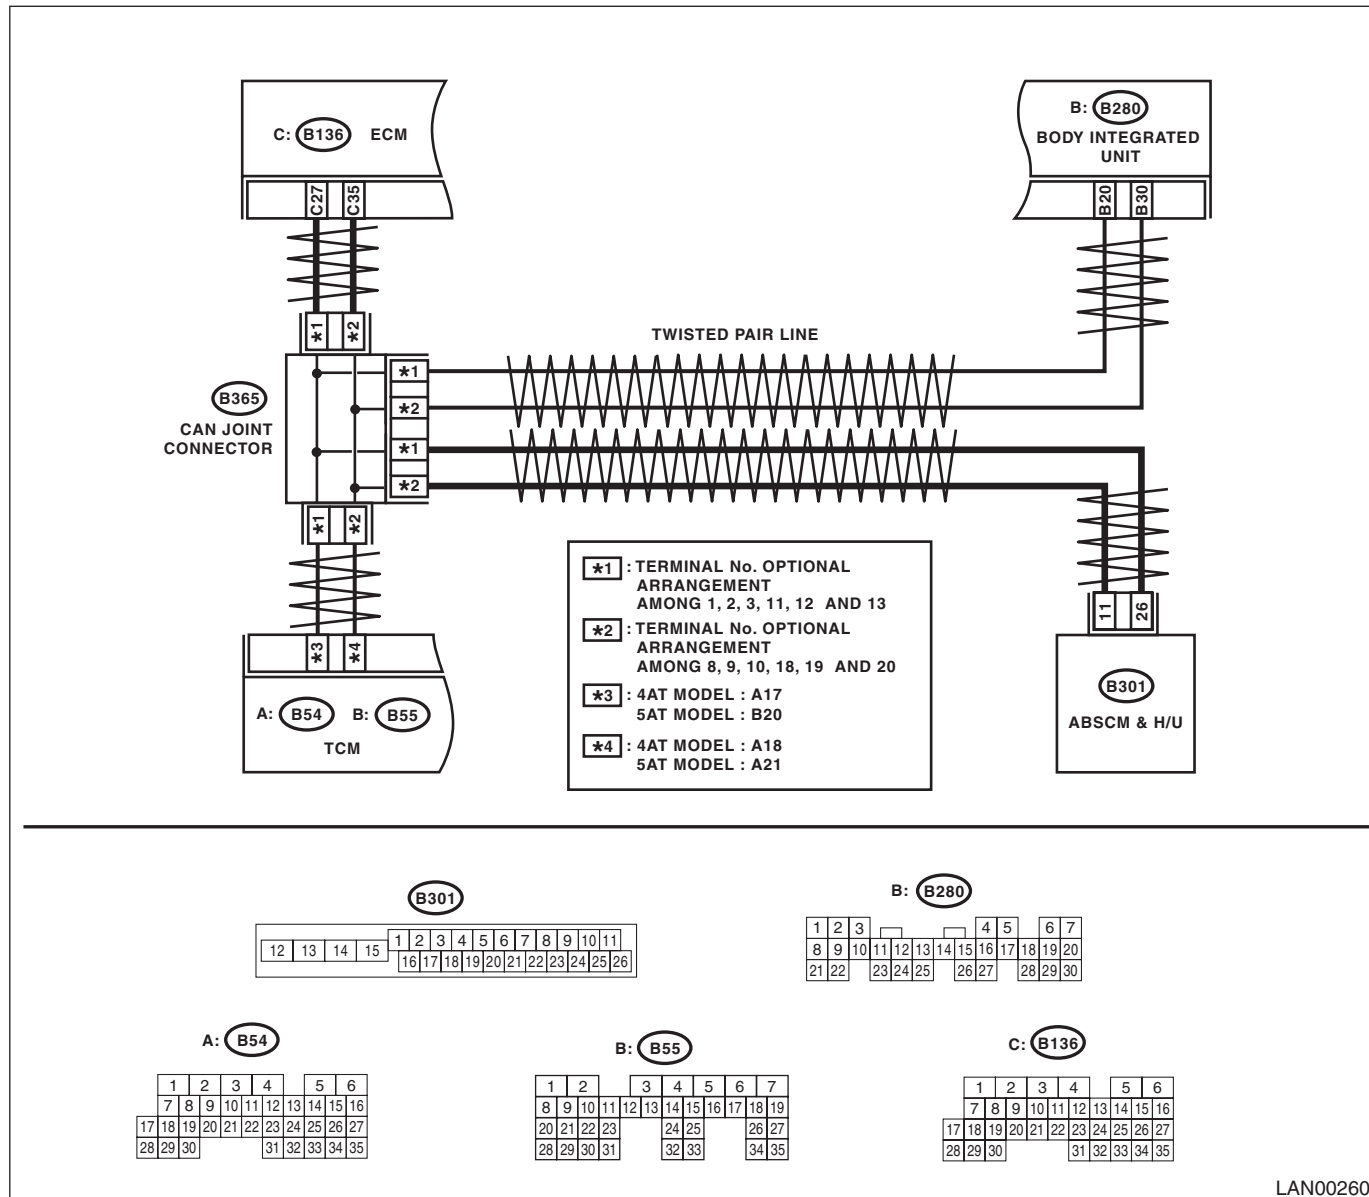 C: B136 ECM
C27 C35
B: B280
BODY INTEGRATED
UNIT
B20 B30
*1 *2
TWISTED PAIR LINE
*1
*2
*1
*2
B365
CAN JOINT
CONNECTOR
*1 *2
*3 *4
A: B54 B: B55
TCM
*1 : TERMINAL No. OPTIONAL
ARRANGEMENT
AMONG 1, 2, 3, 11, 12 AND 13
*2 : TERMINAL No. OPTIONAL
ARRANGEMENT
AMONG 8, 9, 10, 18, 19 AND 20
*3 : 4AT MODEL : A17
5AT MODEL : B20
*4 : 4AT MODEL : A18
5AT MODEL : A21
11 26
B301
ABSCM & H/U
B301
1 2 3 4 5 6 7 8 9 10 11
12 13 14 15
16 17 18 19 20 21 22 23 24 25 26
B: B280
1 2 3 4 5 6 7
8 9 10 11 12 13 14 15 16 17 18 19 20
21 22 23 24 25 26 27 28 29 30
A: B54
1 2 3 4 5 6
7 8 9 10 11 12 13 14 15 16
17 18 19 20 21 22 23 24 25 26 27
28 29 30 31 32 33 34 35
B: B55
1 2 3 4 5 6 7
8 9 10 11 12 13 14 15 16 17 18 19
20 21 22 23 24 25 26 27
28 29 30 31 32 33 34 35
C: B136
1 2 3 4 5 6
7 8 9 10 11 12 13 14 15 16
17 18 19 20 21 22 23 24 25 26 27
28 29 30 31 32 33 34 35
LAN00260